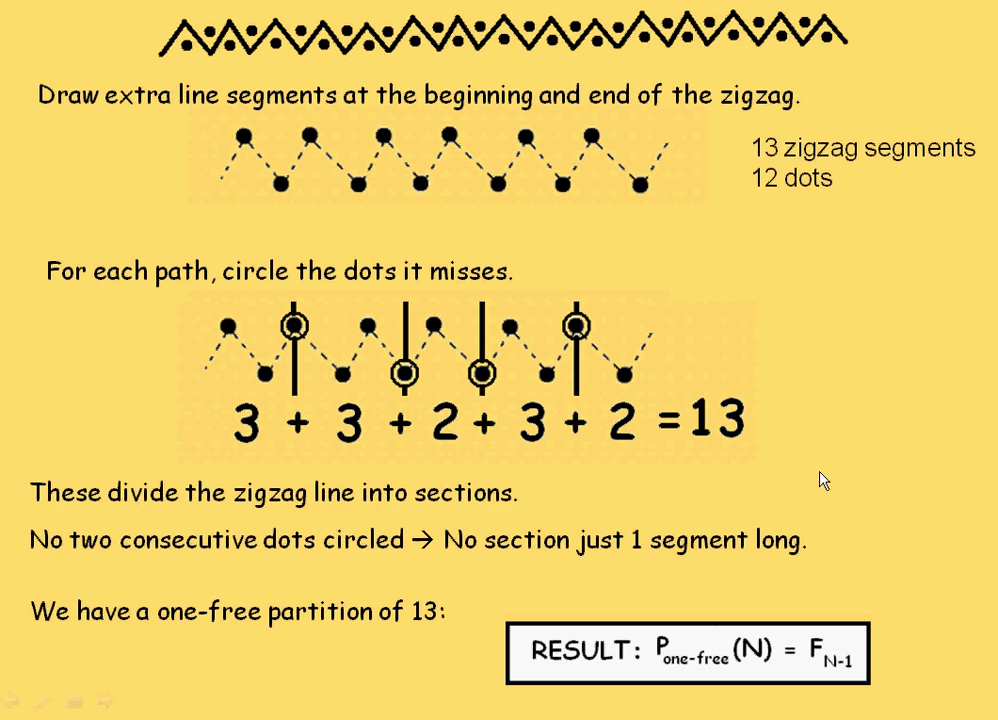 Draw extra line segments at the beginning and end of the zigzag.
13 zigzag segments
12 dots
For each path, circle the dots it misses.
3 + 3 + 2 + 3 + 2 = 13
These divide the zigzag line into sections.
No two consecutive dots circled → No section just 1 segment long.
We have a one-free partition of 13:
RESULT: P_one-free (N) = F_N-1